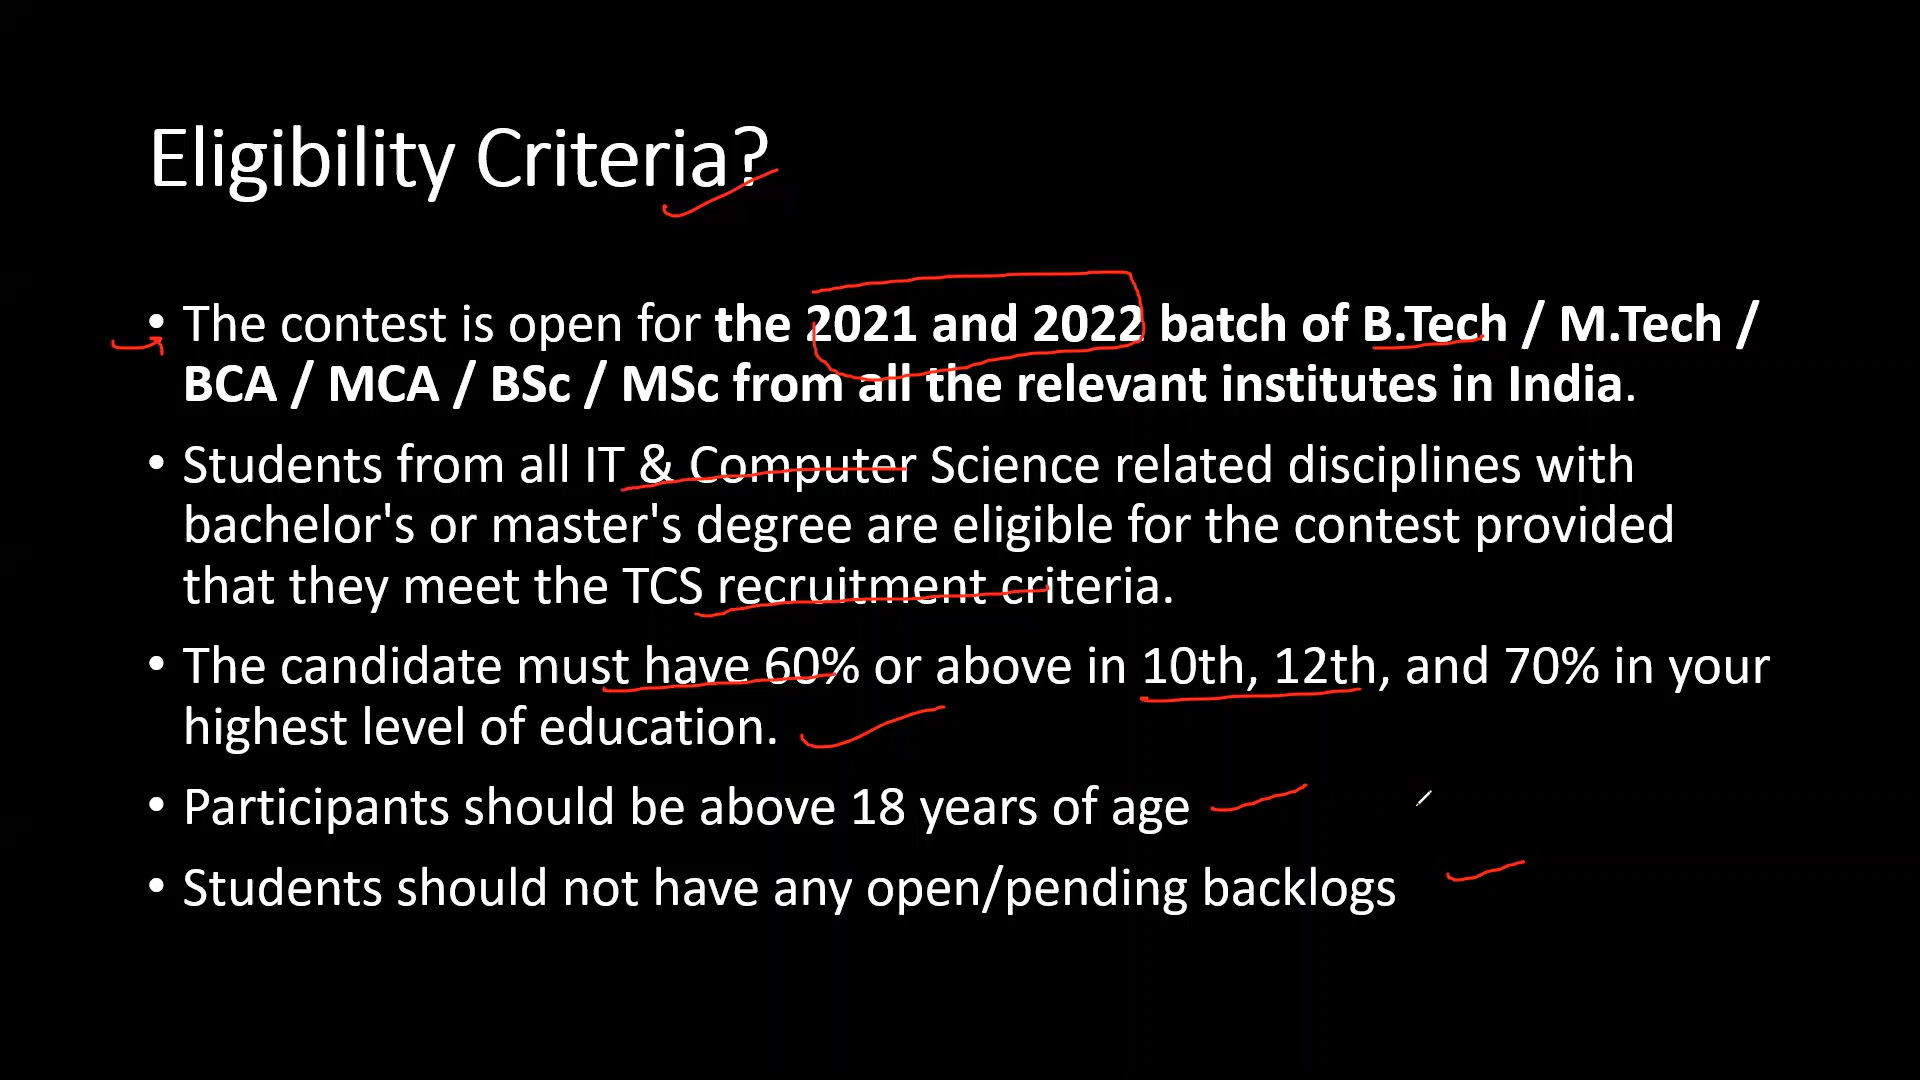 Eligibility Criteria?
• The contest is open for the 2021 and 2022 batch of B.Tech / M.Tech /
BCA / MCA / BSc / MSc from all the relevant institutes in India.
• Students from all IT & Computer Science related disciplines with
bachelor's or master's degree are eligible for the contest provided
that they meet the TCS recruitment criteria.
• The candidate must have 60% or above in 10th, 12th, and 70% in your
highest level of education.
• Participants should be above 18 years of age
• Students should not have any open/pending backlogs